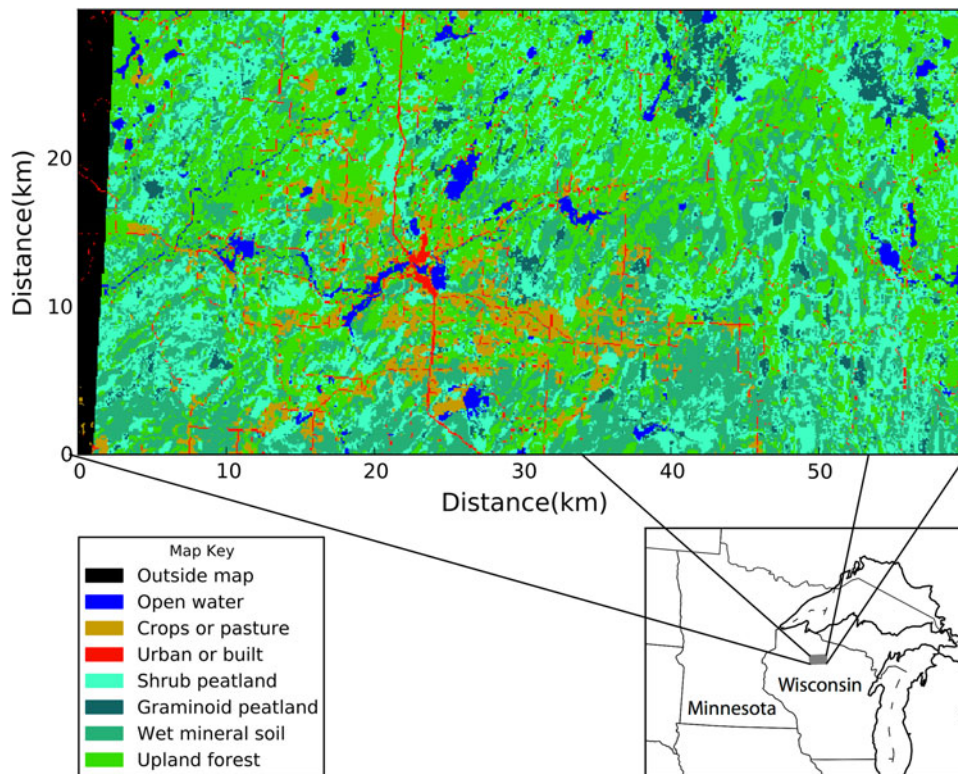 Distance(km)
20
10
0
0 10 20 30 40 50
Distance(km)
Map Key
Outside map
Open water
Crops or pasture
Urban or built
Shrub peatland
Graminoid peatland
Wet mineral soil
Upland forest
Wisconsin
Minnesota